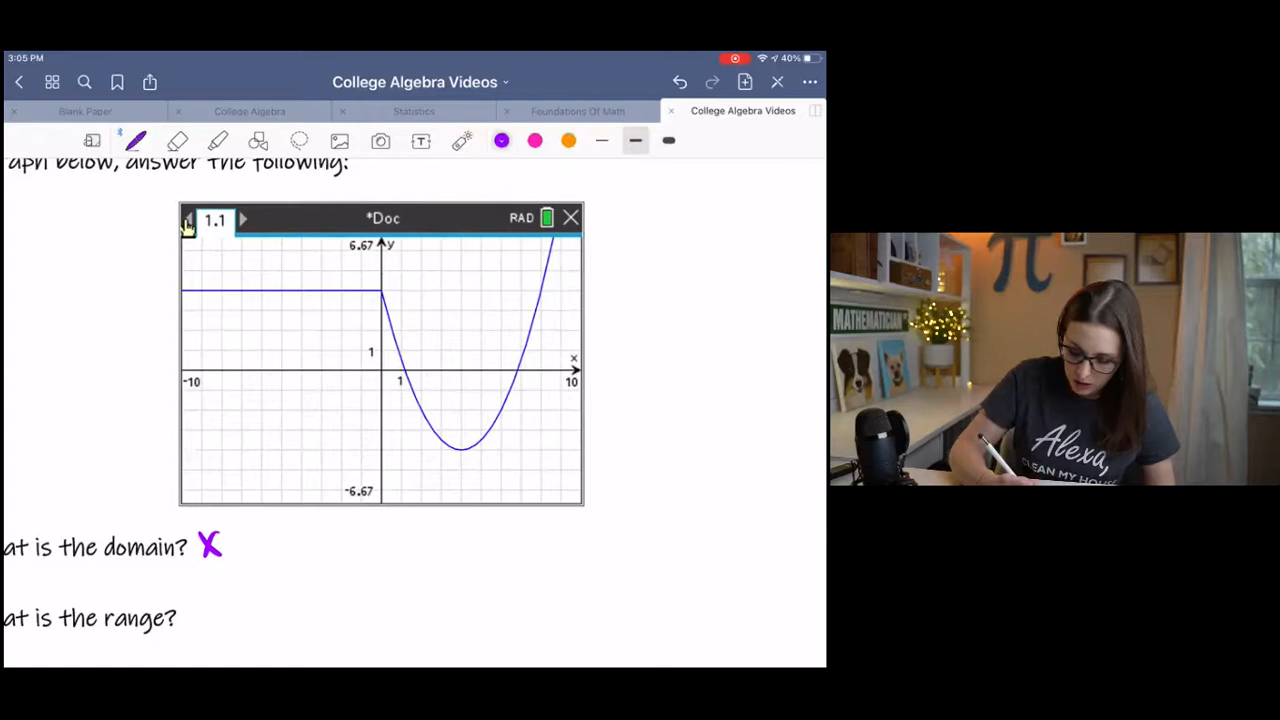 3:05 PM
40%
College Algebra Videos
Blank Paper
College Algebra
Statistics
Foundations Of Math
College Algebra Videos
T
aph below, answer the following:
1.1
*Doc
RAD
6.67
y
1
x
-10
1
10
-6.67
at is the domain? X
at is the range?
MATHEMATICIAN
Alexa,
CLEAN MY HOUSE